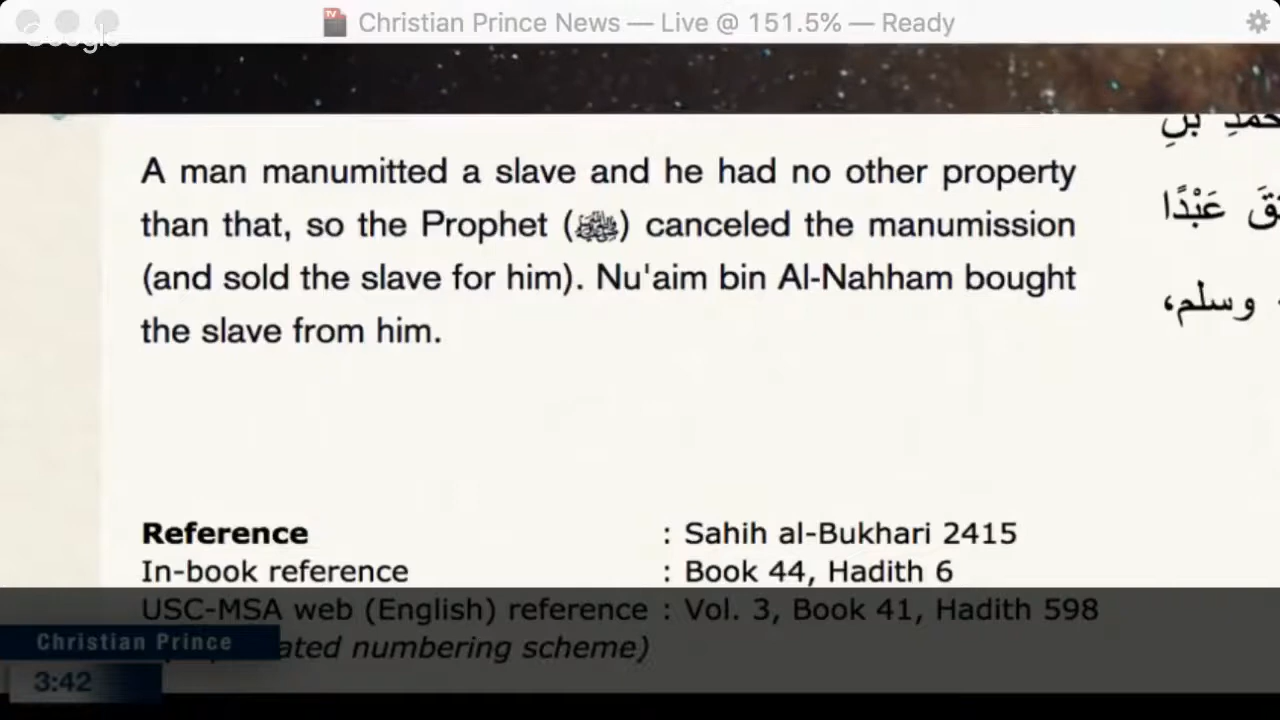 Christian Prince News — Live @ 151.5% — Ready
Google
A man manumitted a slave and he had no other property
than that, so the Prophet (ﷺ) canceled the manumission
(and sold the slave for him). Nu'aim bin Al-Nahham bought
the slave from him.
عَبْدًا
وسلم،
Reference : Sahih al-Bukhari 2415
In-book reference : Book 44, Hadith 6
USC-MSA web (English) reference : Vol. 3, Book 41, Hadith 598
numbering scheme)
Christian Prince
3:42